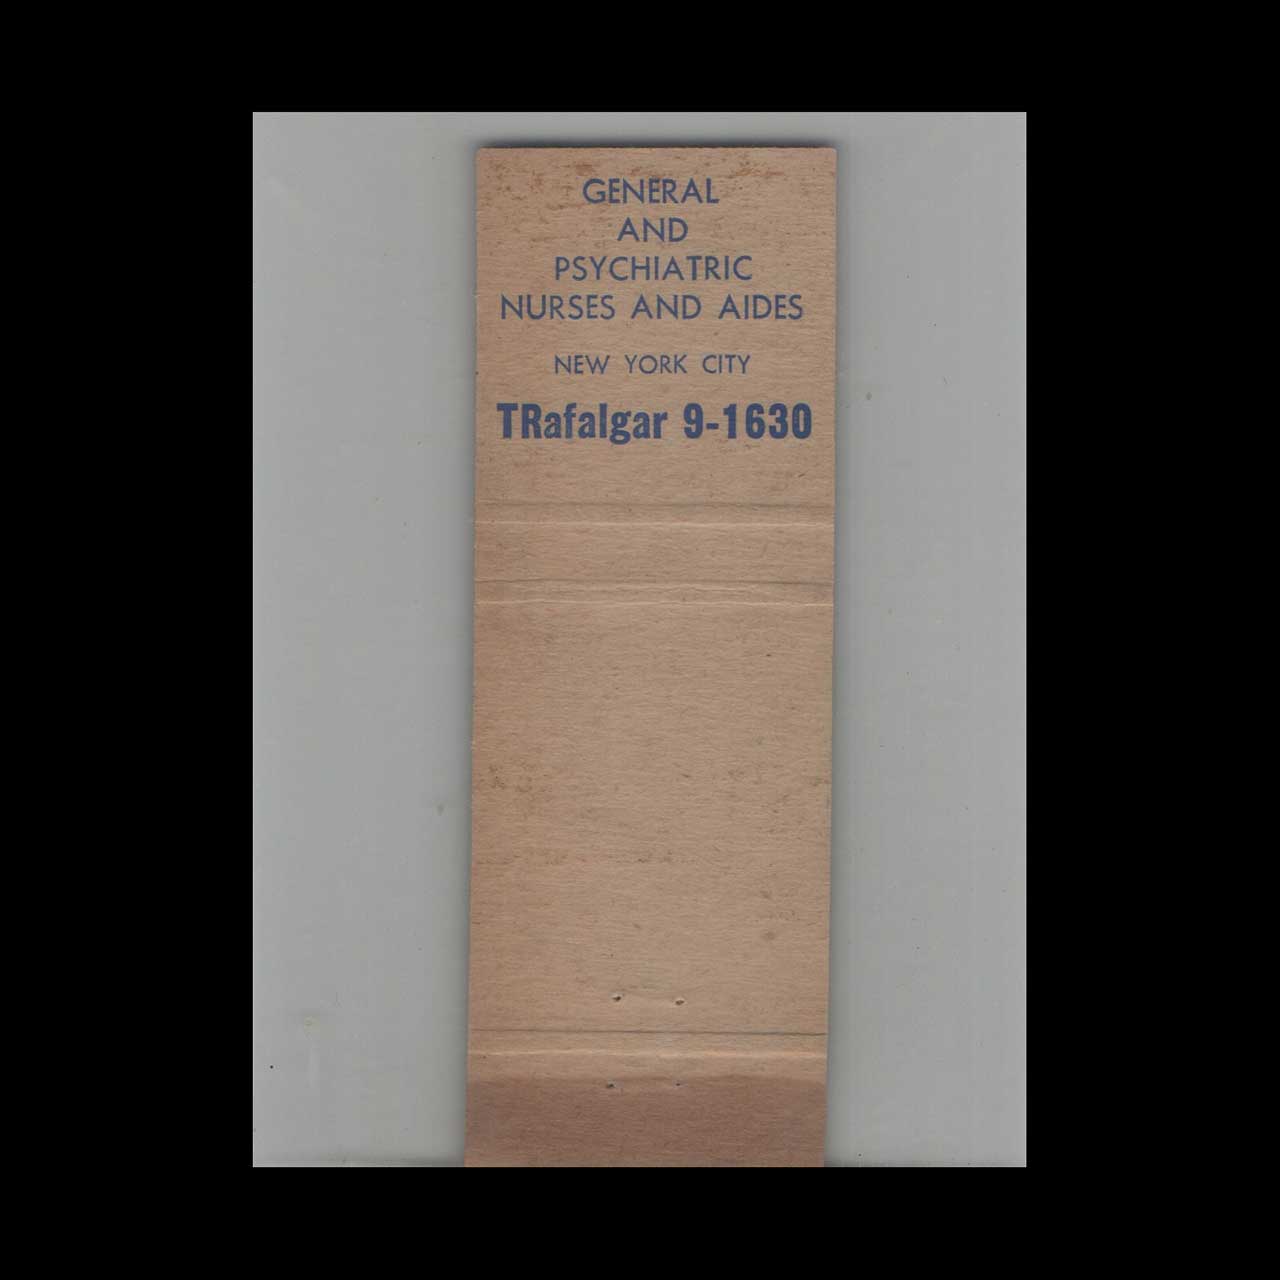 GENERAL
AND
PSYCHIATRIC
NURSES AND AIDES
NEW YORK CITY
TRafalgar 9-1630